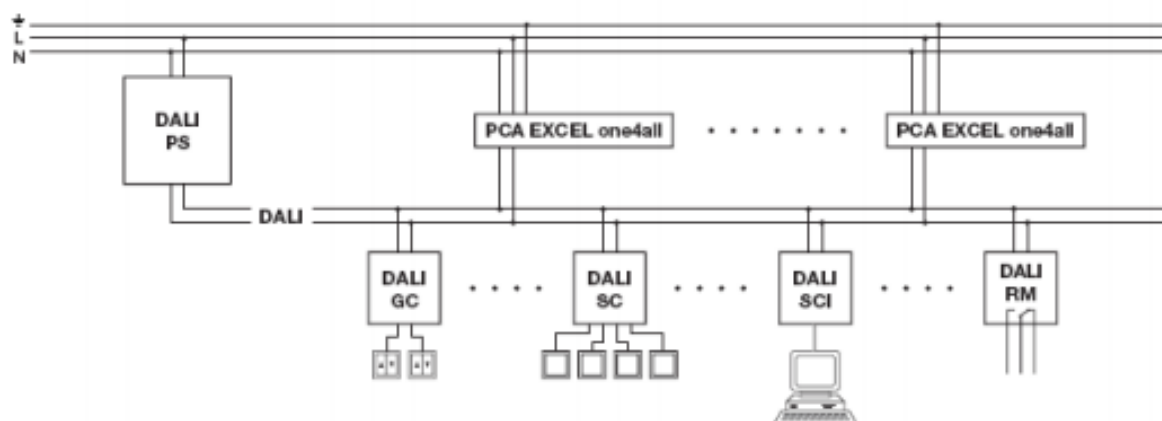 L
N
DALI
PS
PCA EXCEL one4all
PCA EXCEL one4all
DALI
DALI
GC
DALI
SC
DALI
SCI
DALI
RM